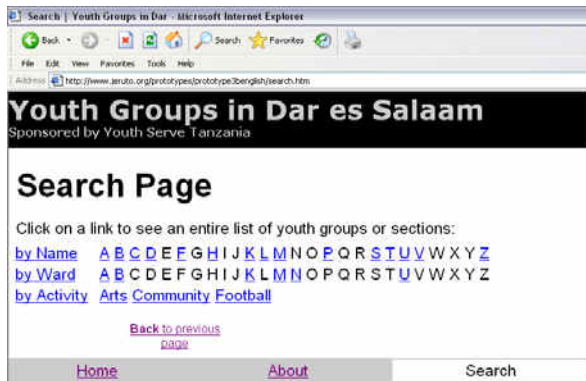 Search | Youth Groups in Dar - Microsoft Internet Explorer
Back Search Favorites
File Edit View Favorites Tools Help
Address http://www.jeruto.org/prototypes/prototype3benglish/search.htm
Youth Groups in Dar es Salaam
Sponsored by Youth Serve Tanzania
Search Page
Click on a link to see an entire list of youth groups or sections:
by Name A B C D E F G H I J K L M N O P Q R S T U V W X Y Z
by Ward A B C D E F G H I J K L M N O P Q R S T U V W X Y Z
by Activity Arts Community Football
Back to previous
page
Home About Search